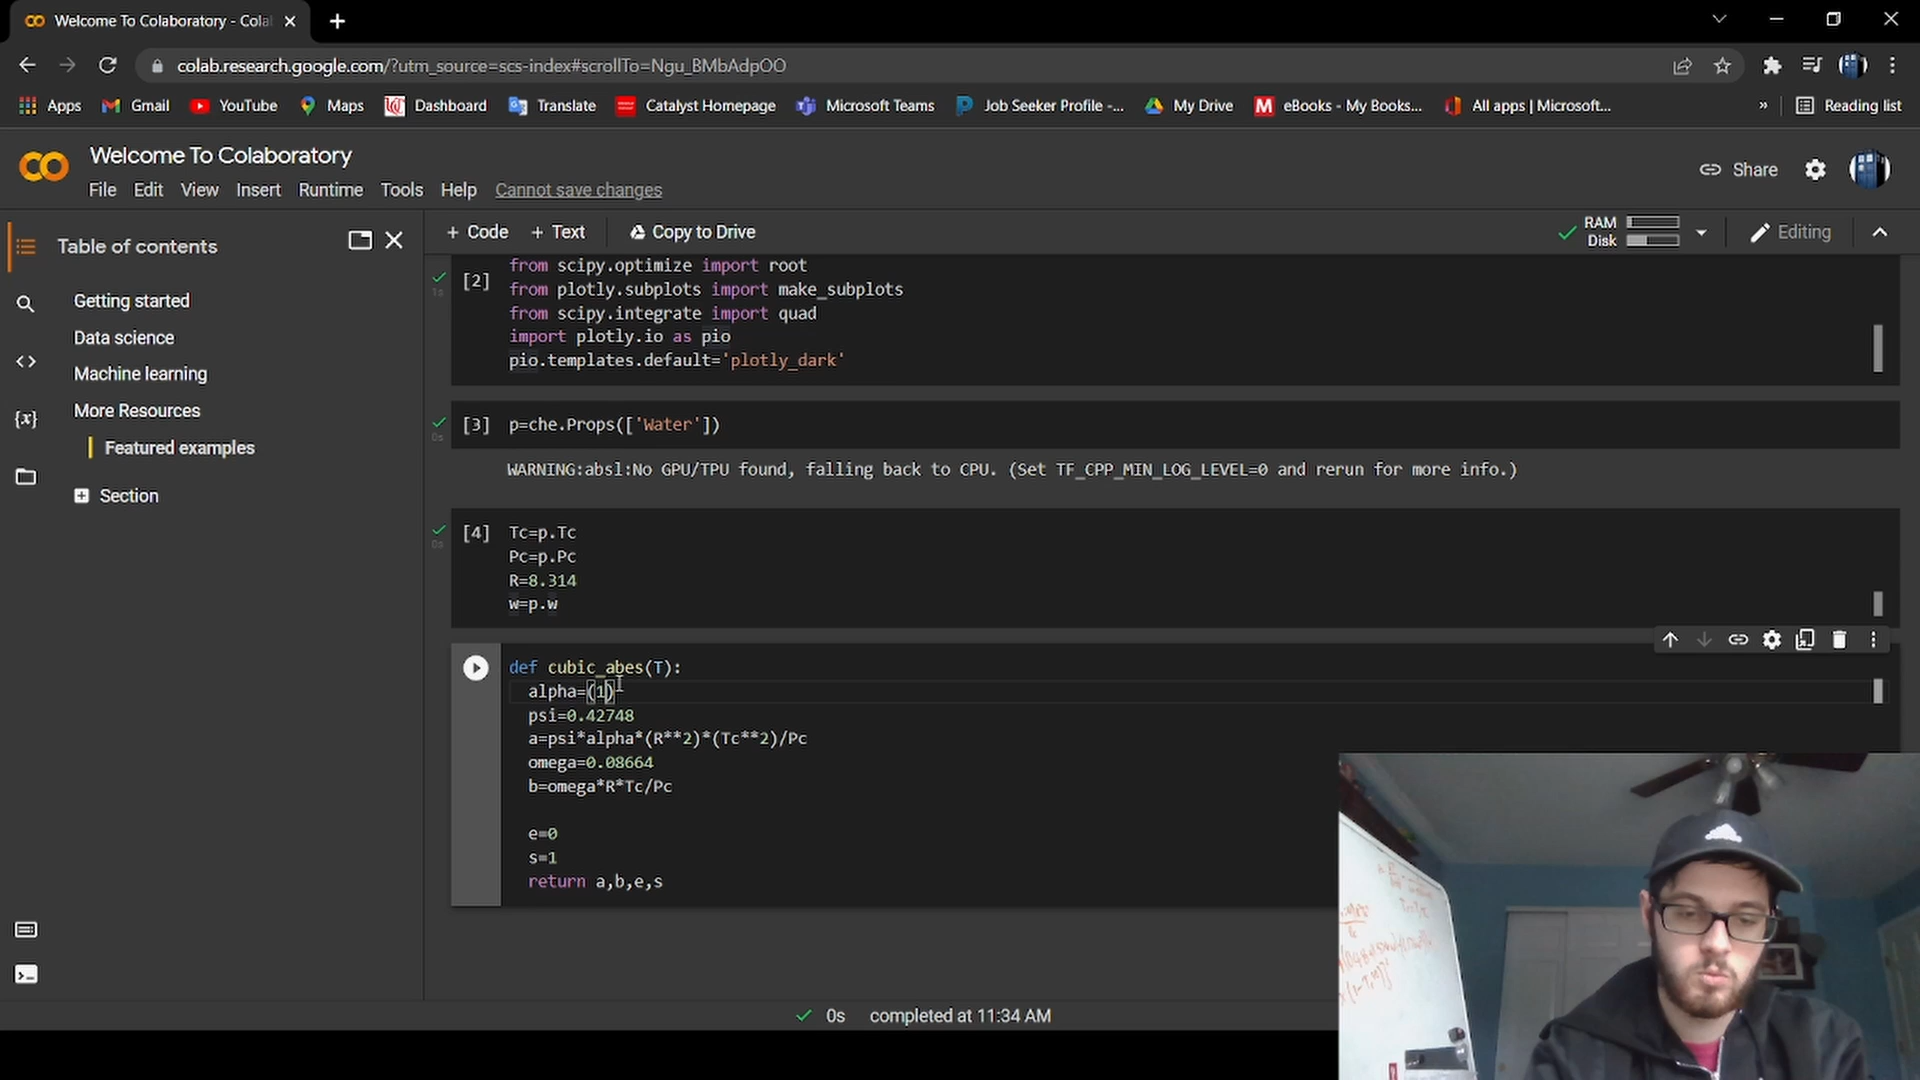 Welcome To Colaboratory - Cola
colab.research.google.com/?utm_source=scs-index#scrollTo=Ngu_BMbAdpOO
Apps Gmail YouTube Maps Dashboard Translate Catalyst Homepage Microsoft Teams Job Seeker Profile -... My Drive eBooks - My Books... All apps | Microsoft... » Reading list
Welcome To Colaboratory
File Edit View Insert Runtime Tools Help Cannot save changes
Share
Table of contents
Getting started
Data science
Machine learning
More Resources
Featured examples
Section
+ Code + Text Copy to Drive
RAM
Disk
Editing
[2]
1s
from scipy.optimize import root
from plotly.subplots import make_subplots
from scipy.integrate import quad
import plotly.io as pio
pio.templates.default='plotly_dark'
[3] p=che.Props(['Water'])
0s
WARNING:absl:No GPU/TPU found, falling back to CPU. (Set TF_CPP_MIN_LOG_LEVEL=0 and rerun for more info.)
[4] Tc=p.Tc
0s
Pc=p.Pc
R=8.314
w=p.w
def cubic_abes(T):
alpha=(1)
psi=0.42748
a=psi*alpha*(R**2)*(Tc**2)/Pc
omega=0.08664
b=omega*R*Tc/Pc
e=0
s=1
return a,b,e,s
0s completed at 11:34 AM